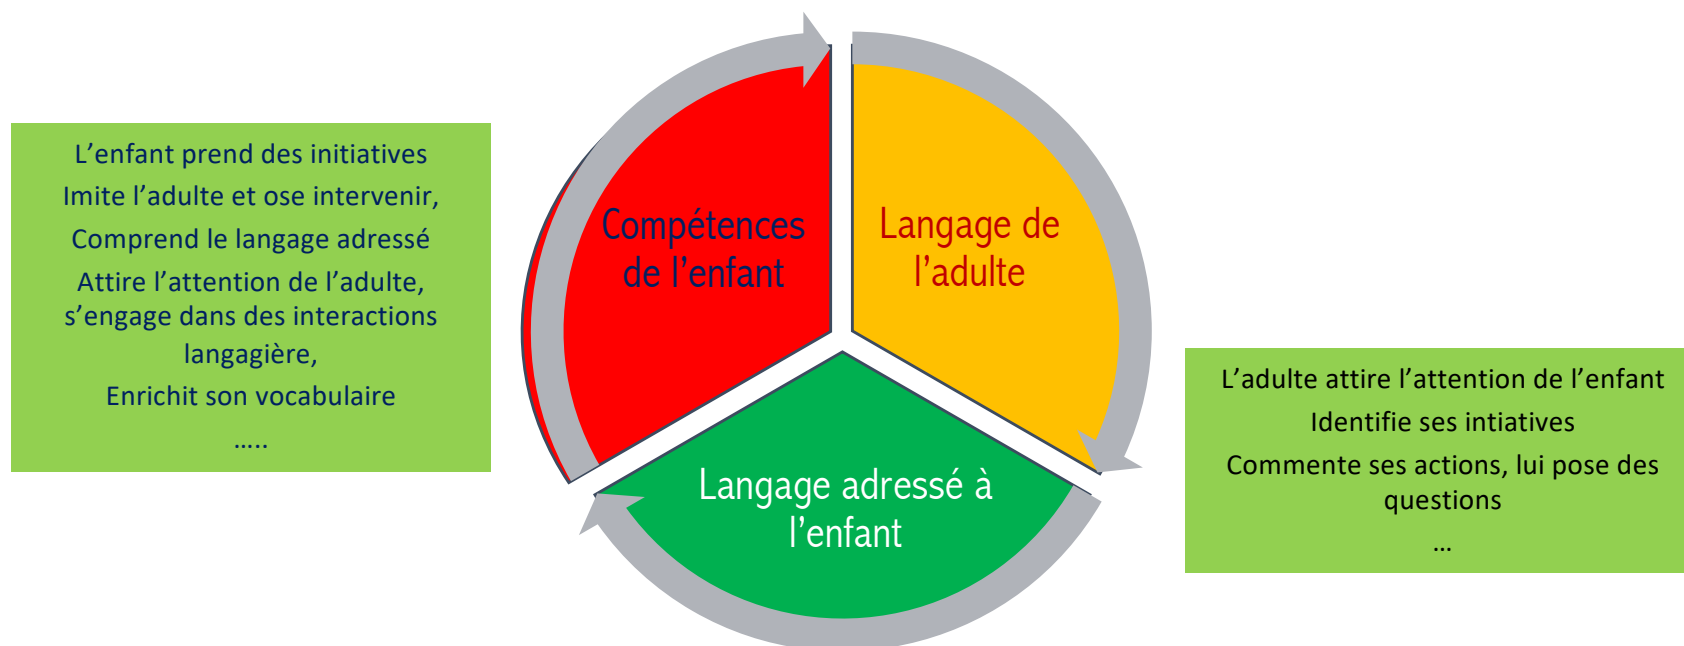 L’enfant prend des initiatives
Imite l’adulte et ose intervenir,
Comprend le langage adressé
Attire l’attention de l’adulte,
s’engage dans des interactions
langagière,
Enrichit son vocabulaire
…..
Compétences
de l’enfant
Langage de
l’adulte
Langage adressé à
l’enfant
L’adulte attire l’attention de l’enfant
Identifie ses intiatives
Commente ses actions, lui pose des
questions
…